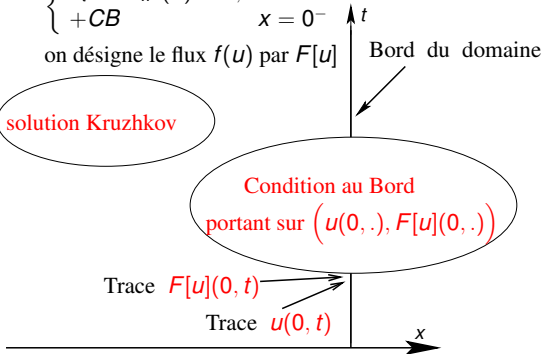 +CB x = 0⁻
on désigne le flux f(u) par F[u]
t
Bord du domaine
solution Kruzhkov
Condition au Bord
portant sur (u(0, .), F[u](0, .))
Trace F[u](0, t)
Trace u(0, t)
x